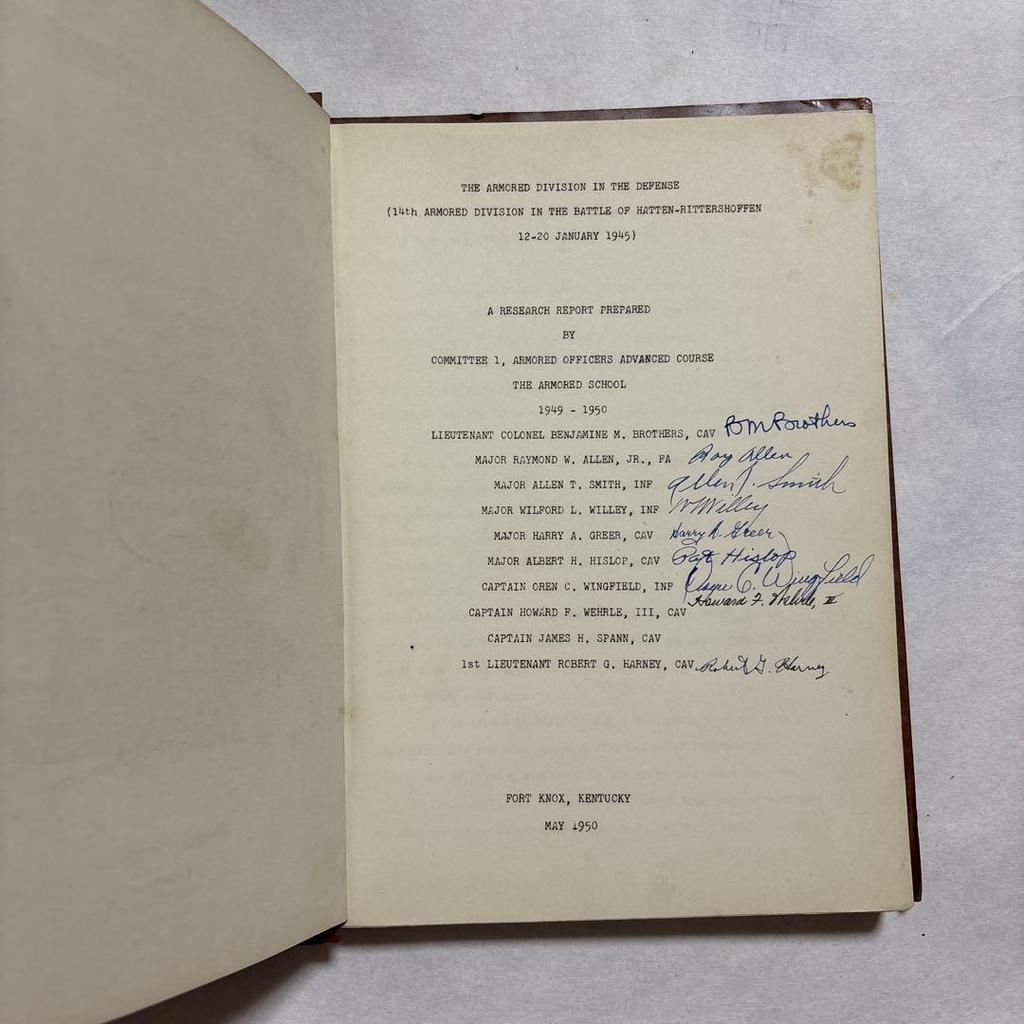 THE ARMORED DIVISION IN THE DEFENSE
(14th ARMORED DIVISION IN THE BATTLE OF HATTEN-RITTERSHOFFEN
12-20 JANUARY 1945)
A RESEARCH REPORT PREPARED
BY
COMMITTEE 1, ARMORED OFFICERS ADVANCED COURSE
THE ARMORED SCHOOL
1949 - 1950
LIEUTENANT COLONEL BENJAMINE M. BROTHERS, CAV BM Brothers
MAJOR RAYMOND W. ALLEN, JR., FA Ray Allen
MAJOR ALLEN T. SMITH, INF Allen T. Smith
MAJOR WILFORD L. WILLEY, INF Willey
MAJOR HARRY A. GREER, CAV Harry A. Greer
MAJOR ALBERT H. HISLOP, CAV Pat Hislop
CAPTAIN OREN C. WINGFIELD, INF C. Wingfield
CAPTAIN HOWARD F. WEHRLE, III, CAV Howard F. Wehrle, III
CAPTAIN JAMES H. SPANN, CAV
1st LIEUTENANT ROBERT G. HARNEY, CAV Robert G. Harney
FORT KNOX, KENTUCKY
MAY 1950